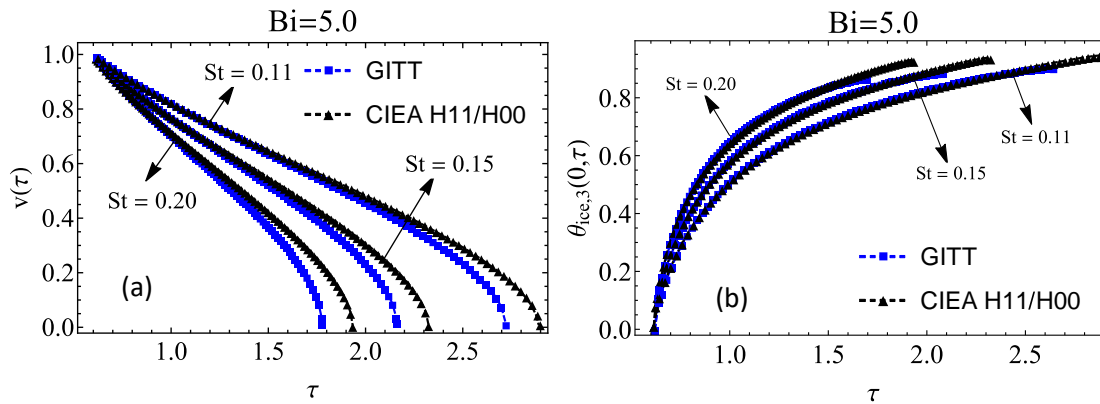 Bi=5.0
1.0
0.8
0.6
0.4
0.2
0.0
v(τ)
St = 0.11
GITT
CIEA H11/H00
St = 0.15
St = 0.20
(a)
1.0 1.5 2.0 2.5
τ
Bi=5.0
0.8
0.6
0.4
0.2
0.0
θice,3(0,τ)
St = 0.20
St = 0.11
St = 0.15
GITT
CIEA H11/H00
(b)
1.0 1.5 2.0 2.5
τ